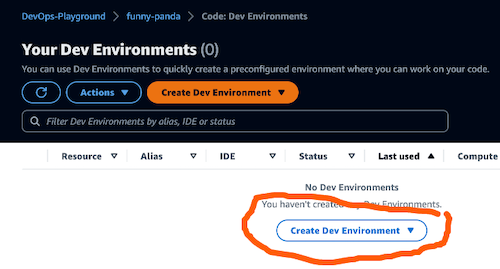 DevOps-Playground > funny-panda > Code: Dev Environments
Your Dev Environments (0)
You can use Dev Environments to quickly create a preconfigured environment where you can work on your code.
Actions Create Dev Environment
Filter Dev Environments by alias, IDE or status
Resource Alias IDE Status Last used Compute
No Dev Environments
You haven't created Dev Environments.
Create Dev Environment